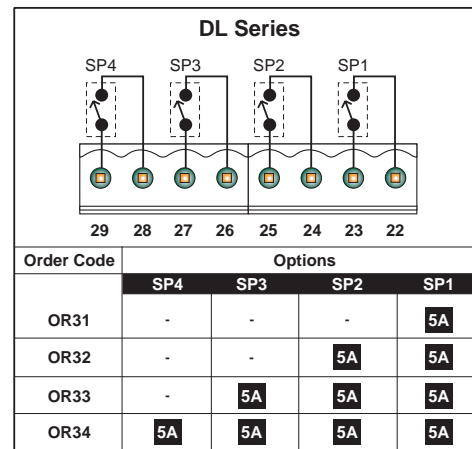 DL Series
SP4 SP3 SP2 SP1
29 28 27 26 25 24 23 22
Order Code Options
SP4 SP3 SP2 SP1
OR31 - - - 5A
OR32 - - 5A 5A
OR33 - 5A 5A 5A
OR34 5A 5A 5A 5A